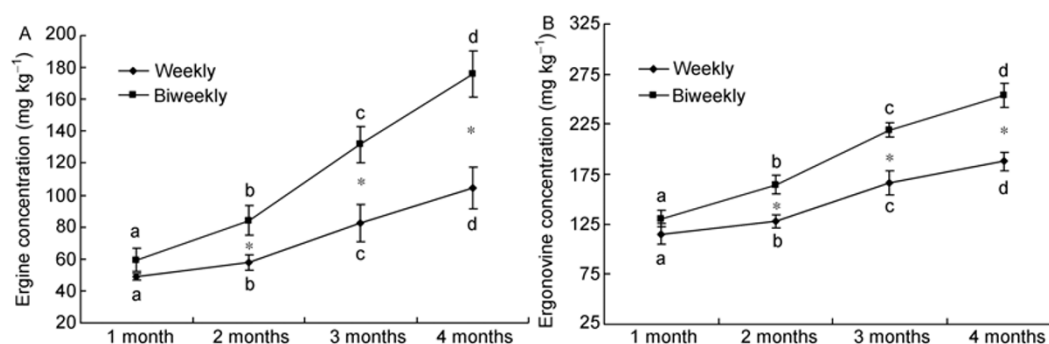 A
Ergine concentration (mg kg⁻¹)
200
180
160
140
120
100
80
60
40
20
Weekly
Biweekly
a
b
c
d
*
*
*
a
b
c
d
1 month
2 months
3 months
4 months
B
Ergonovine concentration (mg kg⁻¹)
325
275
225
175
125
75
25
Weekly
Biweekly
a
b
c
d
*
*
*
a
b
c
d
1 month
2 months
3 months
4 months